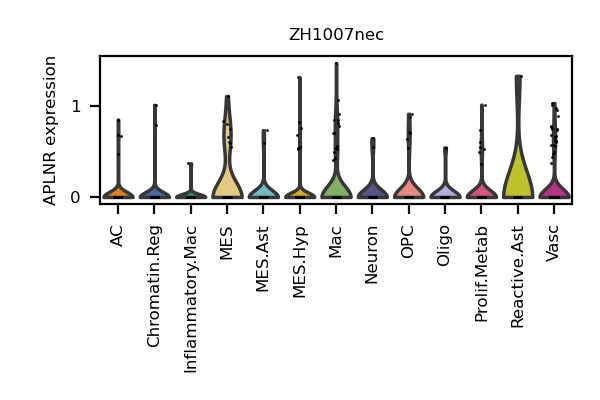 ZH1007nec
APLNR expression
1
0
AC
Chromatin.Reg
Inflammatory.Mac
MES
MES.Ast
MES.Hyp
Mac
Neuron
OPC
Oligo
Prolif.Metab
Reactive.Ast
Vasc